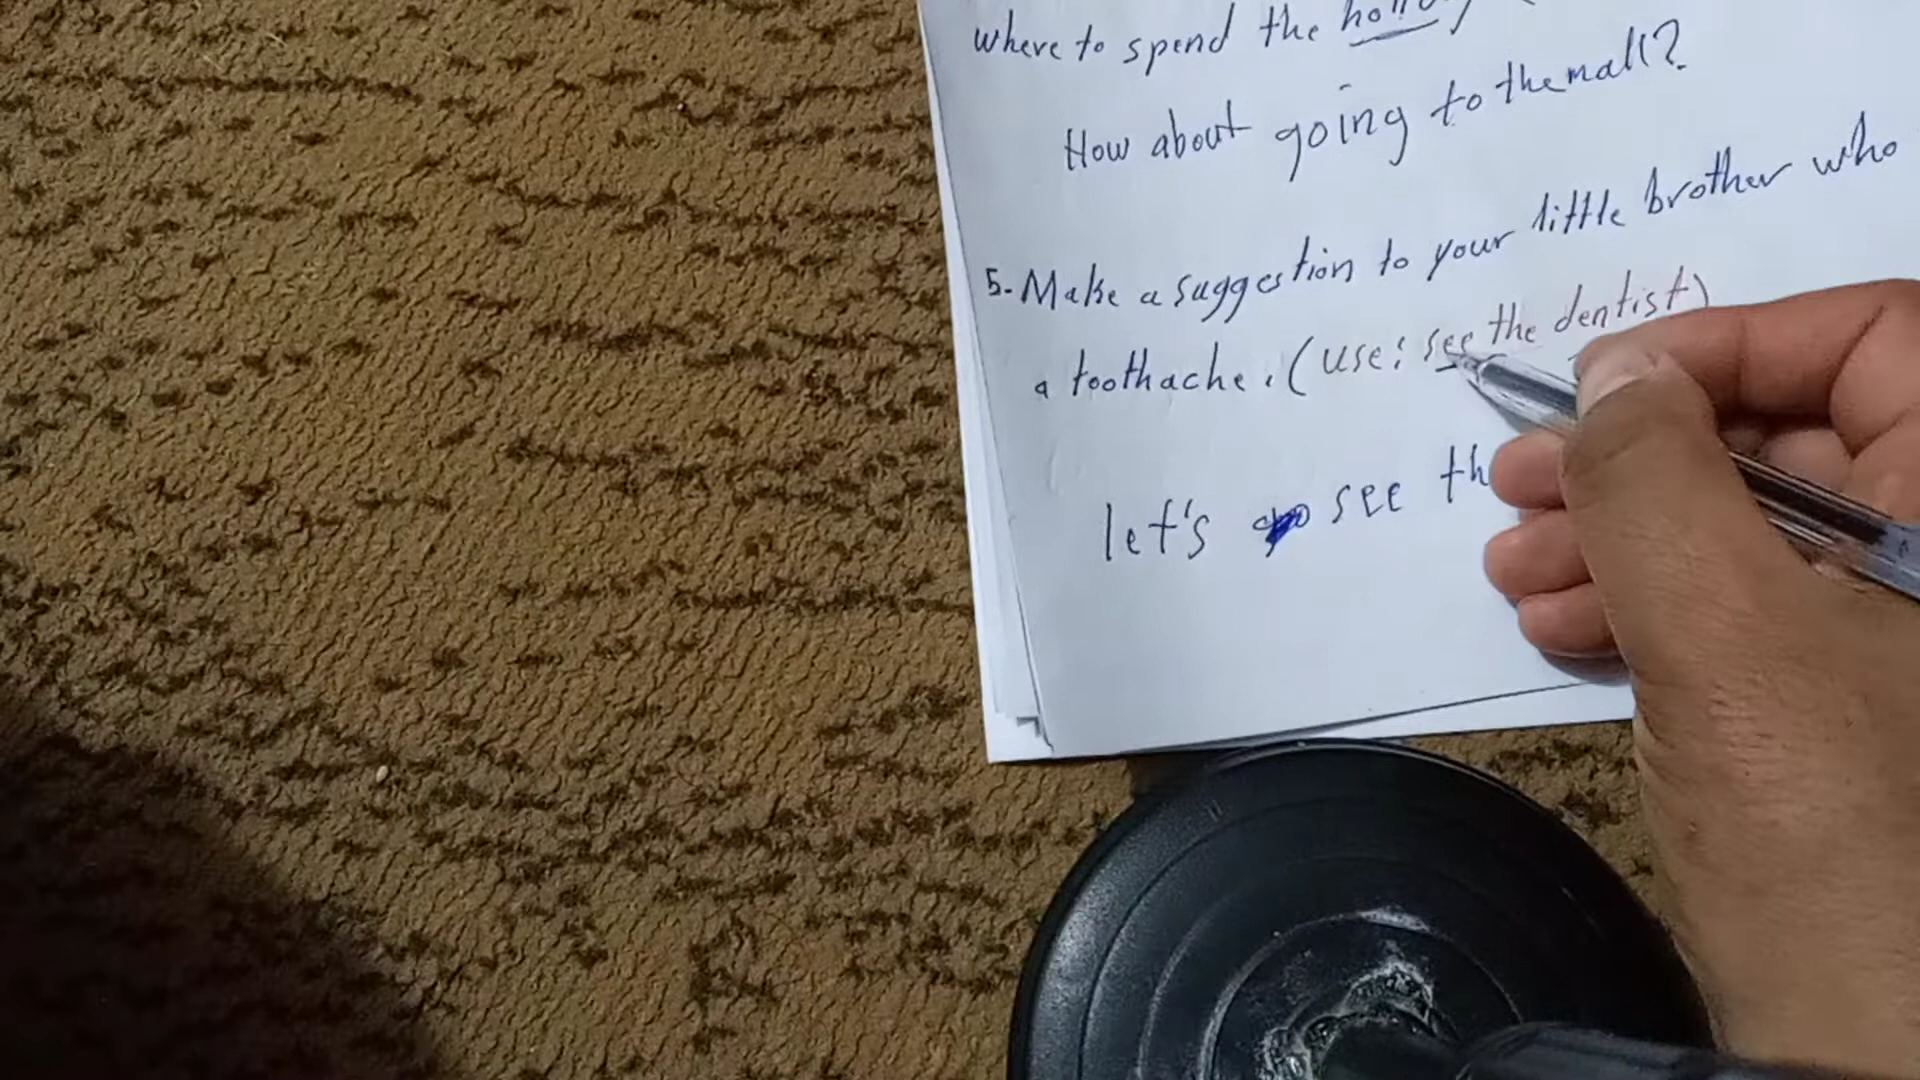 where to spend the
How about going to the mall?
5- Make a suggestion to your little brother who
a toothache. (use: see the dentist)
let's see